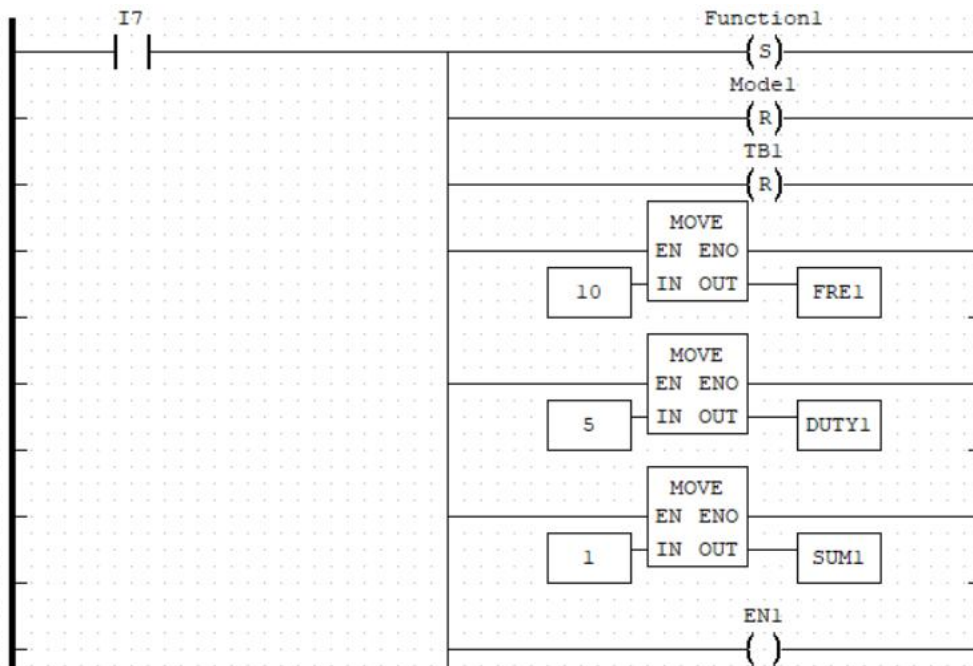 I7
Function1
S
Mode1
R
TB1
R
MOVE
EN ENO
IN OUT
10
FRE1
MOVE
EN ENO
IN OUT
5
DUTY1
MOVE
EN ENO
IN OUT
1
SUM1
EN1